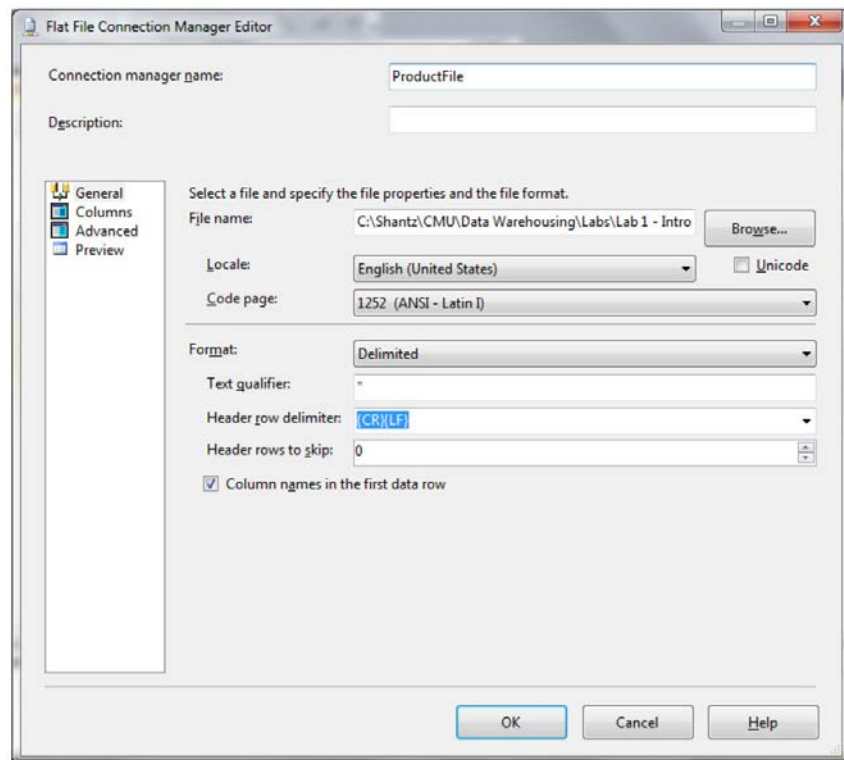 Flat File Connection Manager Editor
Connection manager name: ProductFile
Description:
General
Columns
Advanced
Preview
Select a file and specify the file properties and the file format.
File name: C:\Shantz\CMU\Data Warehousing\Labs\Lab 1 - Intro Browse...
Locale: English (United States) Unicode
Code page: 1252 (ANSI - Latin I)
Format: Delimited
Text qualifier: "
Header row delimiter: {CR}{LF}
Header rows to skip: 0
Column names in the first data row
OK Cancel Help